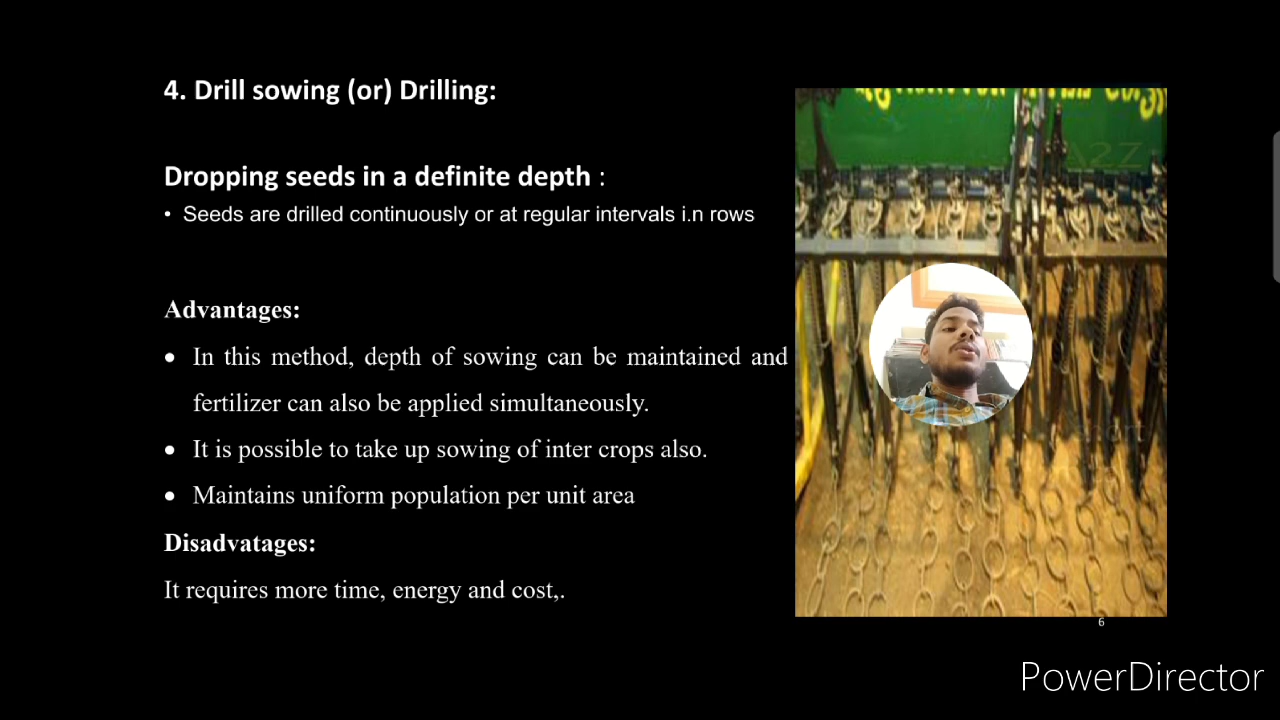 4. Drill sowing (or) Drilling:
Dropping seeds in a definite depth :
• Seeds are drilled continuously or at regular intervals i.n rows
Advantages:
• In this method, depth of sowing can be maintained and
fertilizer can also be applied simultaneously.
• It is possible to take up sowing of inter crops also.
• Maintains uniform population per unit area
Disadvatages:
It requires more time, energy and cost,.
A2Z
6
PowerDirector